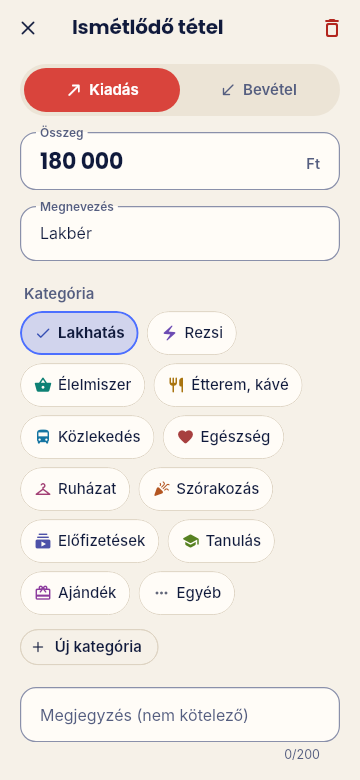 Ismétlődő tétel
Kiadás
Bevétel
Összeg
180 000
Ft
Megnevezés
Lakbér
Kategória
Lakhatás
Rezsi
Élelmiszer
Étterem, kávé
Közlekedés
Egészség
Ruházat
Szórakozás
Előfizetések
Tanulás
Ajándék
Egyéb
Új kategória
Megjegyzés (nem kötelező)
0/200